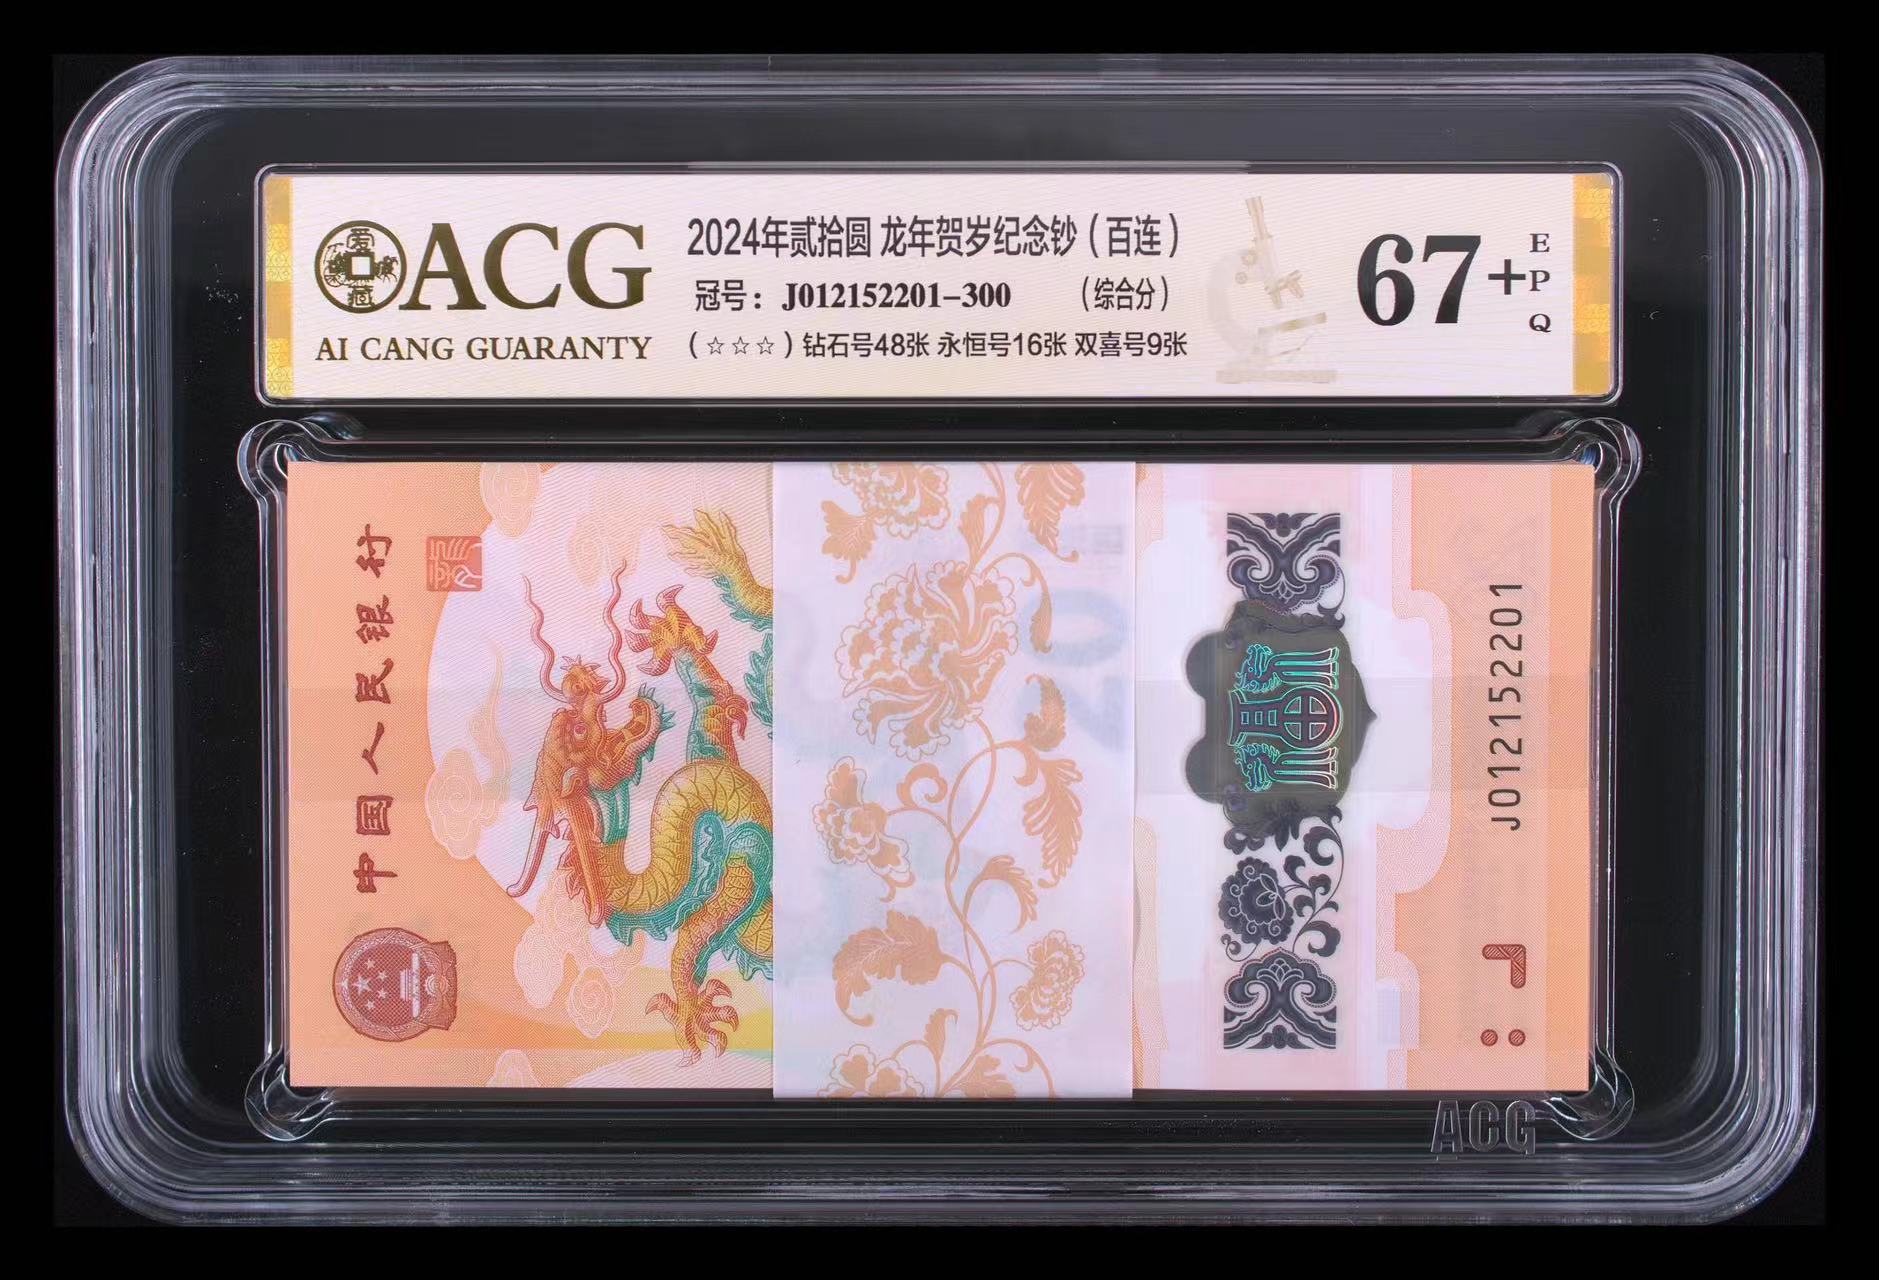 ACG
AI CANG GUARANTY
2024年贰拾圆 龙年贺岁纪念钞（百连）
冠号：J012152201-300 （综合分）
（☆☆☆）钻石号48张 永恒号16张 双喜号9张
67+
EPQ
中国人民银行
J012152201
ACG